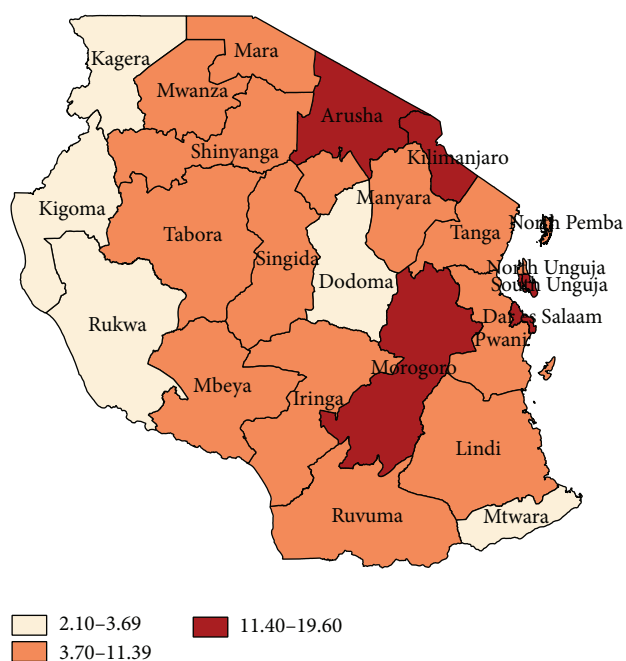 Mara
Kagera
Mwanza
Arusha
Shinyanga
Kilimanjaro
Kigoma
Manyara
North Pemba
Tabora
Tanga
Singida
North Unguja
Dodoma
South Unguja
Rukwa
Dar es Salaam
Pwani
Morogoro
Mbeya
Iringa
Lindi
Ruvuma
Mtwara
2.10–3.69
11.40–19.60
3.70–11.39